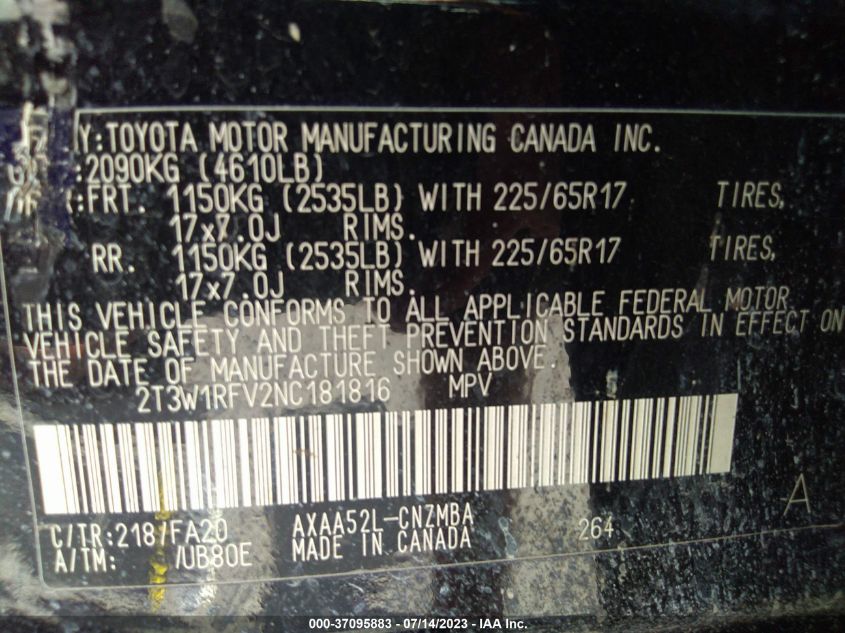 Y:TOYOTA MOTOR MANUFACTURING CANADA INC.
:2090KG (4610LB)
:FRT. 1150KG (2535LB) WITH 225/65R17 TIRES,
17x7.0J RIMS.
RR. 1150KG (2535LB) WITH 225/65R17 TIRES,
17x7.0J RIMS.
THIS VEHICLE CONFORMS TO ALL APPLICABLE FEDERAL MOTOR
VEHICLE SAFETY AND THEFT PREVENTION STANDARDS IN EFFECT ON
THE DATE OF MANUFACTURE SHOWN ABOVE.
2T3W1RFV2NC181816 MPV
A
C/TR:218/FA20 AXAA52L-CNZMBA 264
A/TM: /UB80E MADE IN CANADA
000-37095883 - 07/14/2023 - IAA Inc.